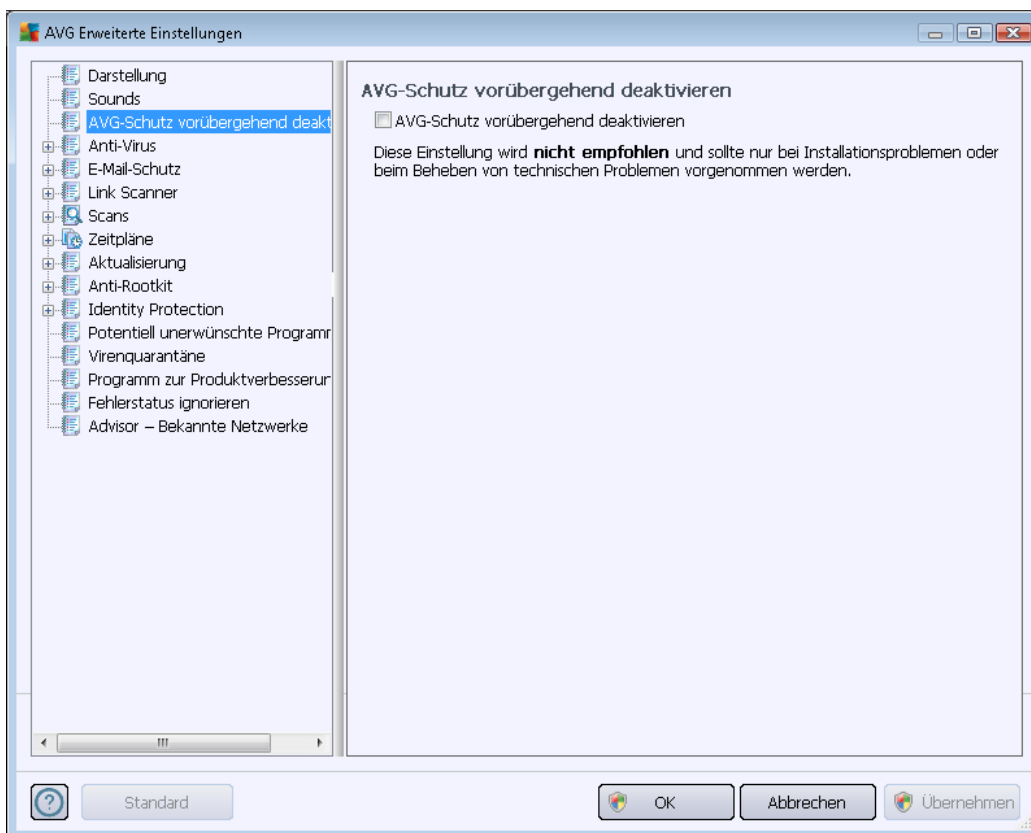 AVG Erweiterte Einstellungen
Darstellung
Sounds
AVG-Schutz vorübergehend deakt
Anti-Virus
E-Mail-Schutz
Link Scanner
Scans
Zeitpläne
Aktualisierung
Anti-Rootkit
Identity Protection
Potentiell unerwünschte Programm
Virenquarantäne
Programm zur Produktverbesserun
Fehlerstatus ignorieren
Advisor – Bekannte Netzwerke
AVG-Schutz vorübergehend deaktivieren
AVG-Schutz vorübergehend deaktivieren
Diese Einstellung wird nicht empfohlen und sollte nur bei Installationsproblemen oder
beim Beheben von technischen Problemen vorgenommen werden.
Standard
OK
Abbrechen
Übernehmen